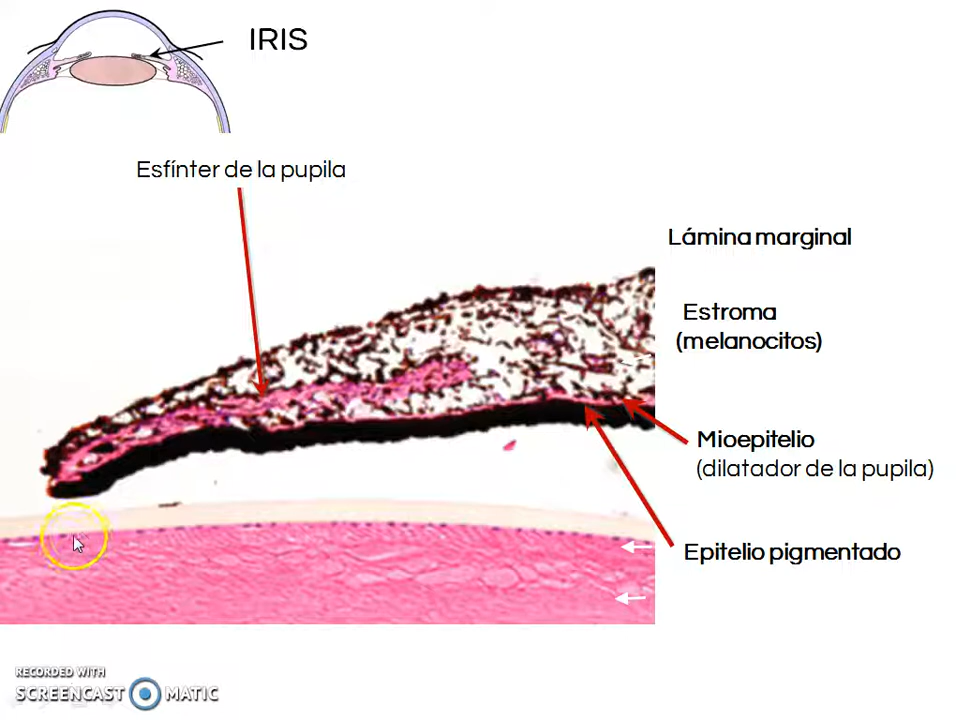 IRIS
Esfínter de la pupila
Lámina marginal
Estroma
(melanocitos)
Mioepitelio
(dilatador de la pupila)
Epitelio pigmentado
RECORDED WITH
SCREENCAST MATIC